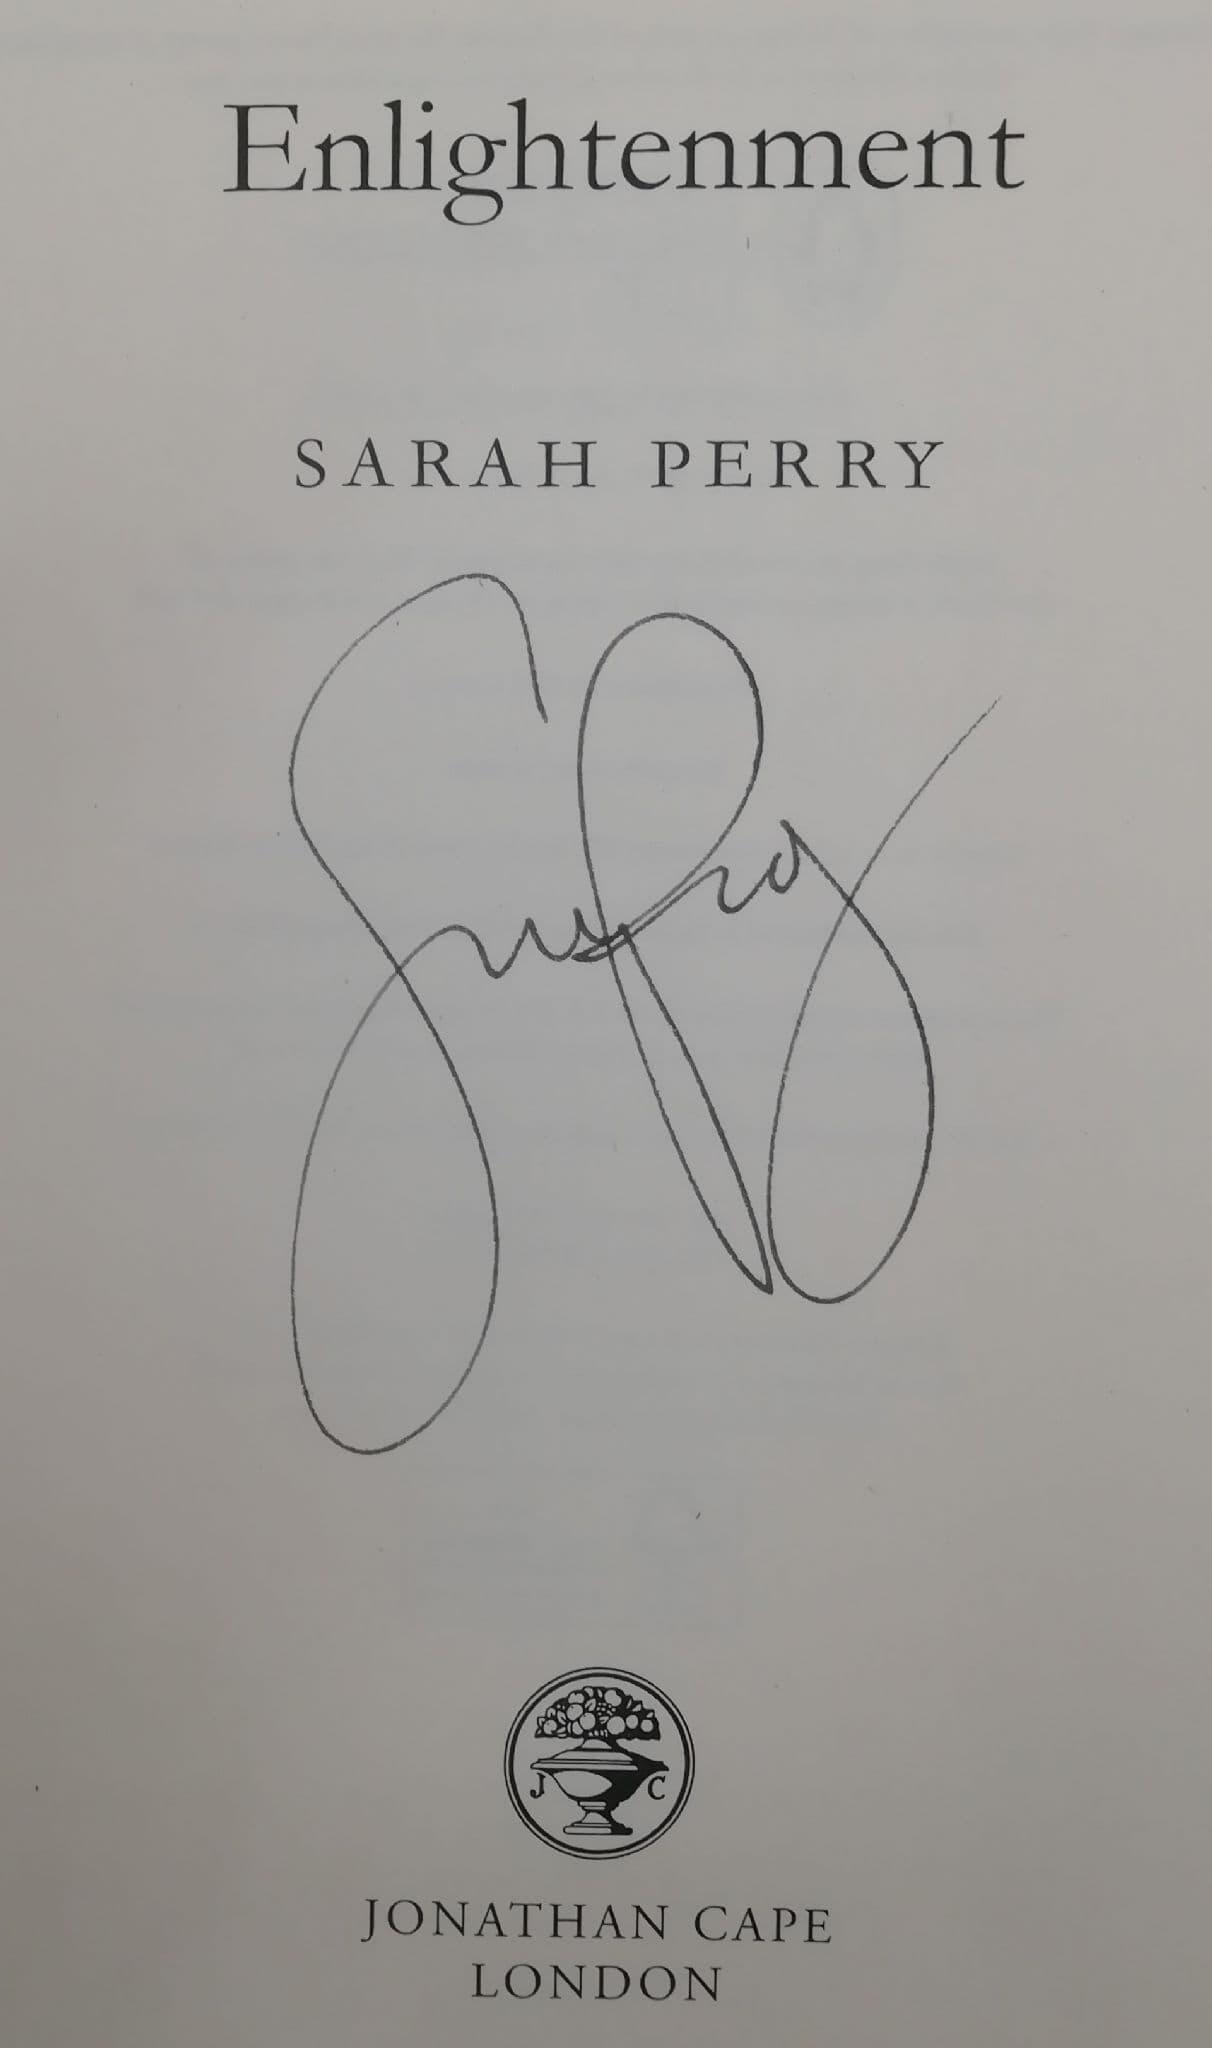 Enlightenment
SARAH PERRY
J C
JONATHAN CAPE
LONDON